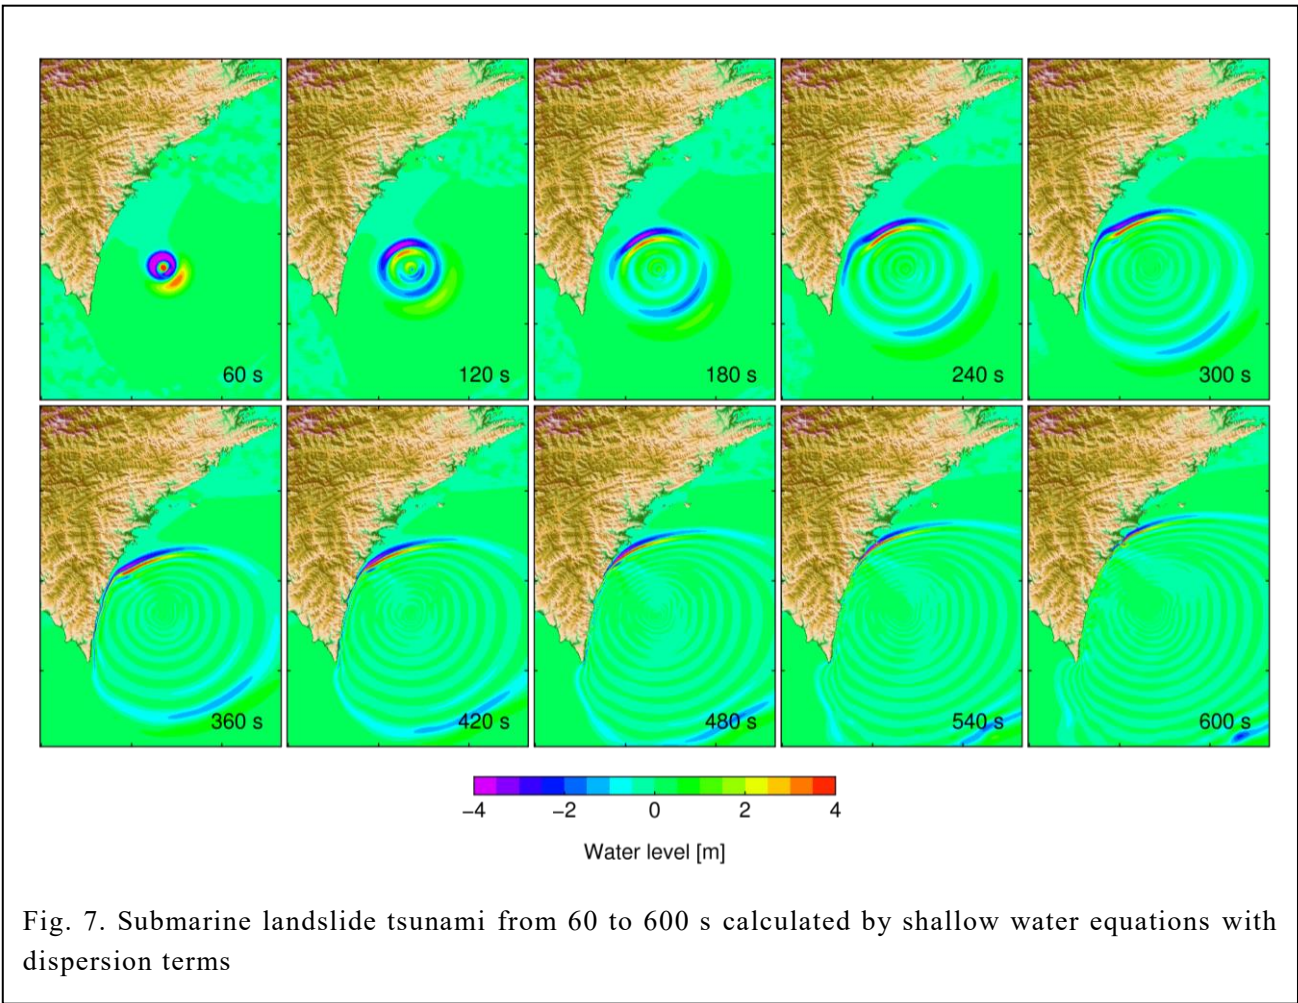 60 s
120 s
180 s
240 s
300 s
360 s
420 s
480 s
540 s
600 s
−4 −2 0 2 4
Water level [m]
Fig. 7. Submarine landslide tsunami from 60 to 600 s calculated by shallow water equations with
dispersion terms